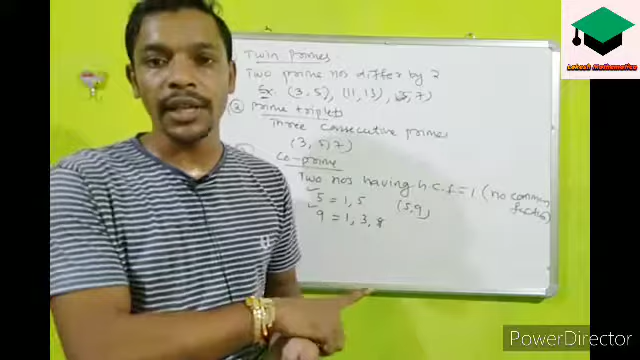 Twin Primes
Two prime nos differ by 2
Ex. (3, 5), (11, 13), (5, 7)
② Prime triplets
Three consecutive primes
(3, 5, 7)
Co-prime
Two nos having h.c.f = 1 (no common
factor)
5 = 1, 5 (5, 9)
9 = 1, 3, 9
Lokesh Mathematica
PowerDirector